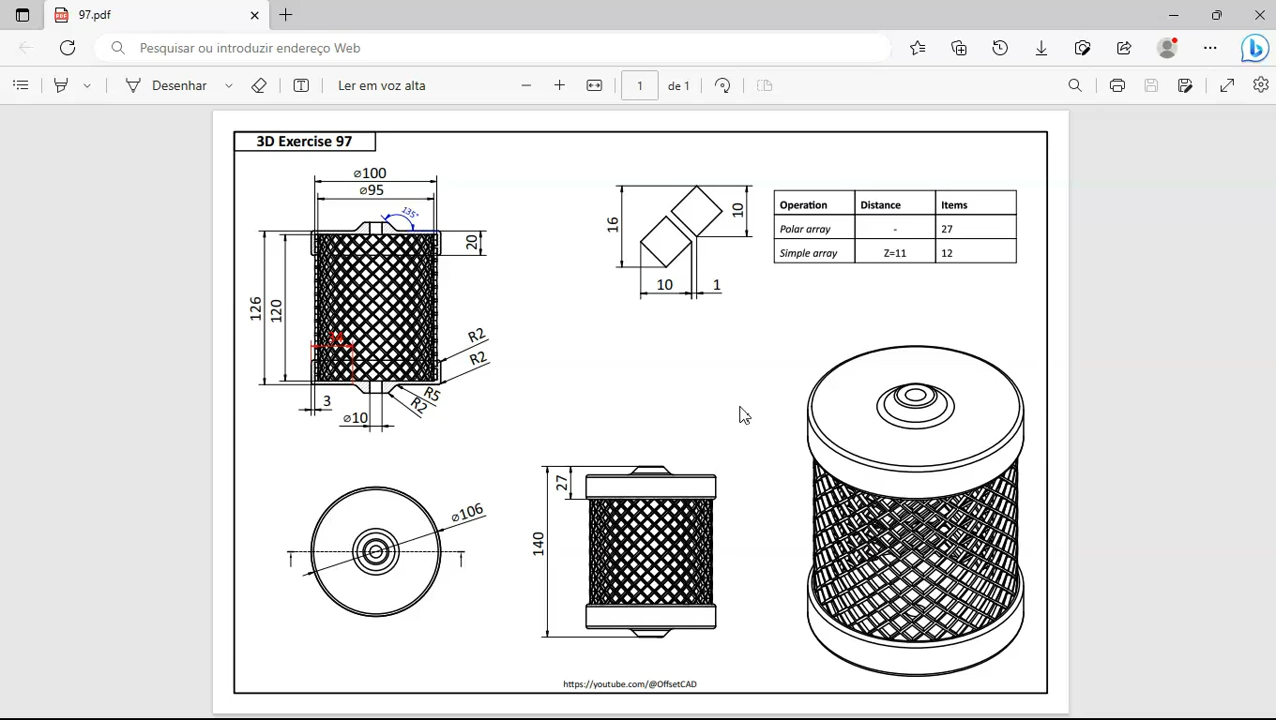 97.pdf
Pesquisar ou introduzir endereço Web
Desenhar
Ler em voz alta
1
de 1
3D Exercise 97
⌀100
⌀95
135°
20
126
120
R2
R2
R5
R2
3
⌀10
16
10
10
1
Operation Distance Items
Polar array - 27
Simple array Z=11 12
⌀106
27
140
https://youtube.com/@OffsetCAD